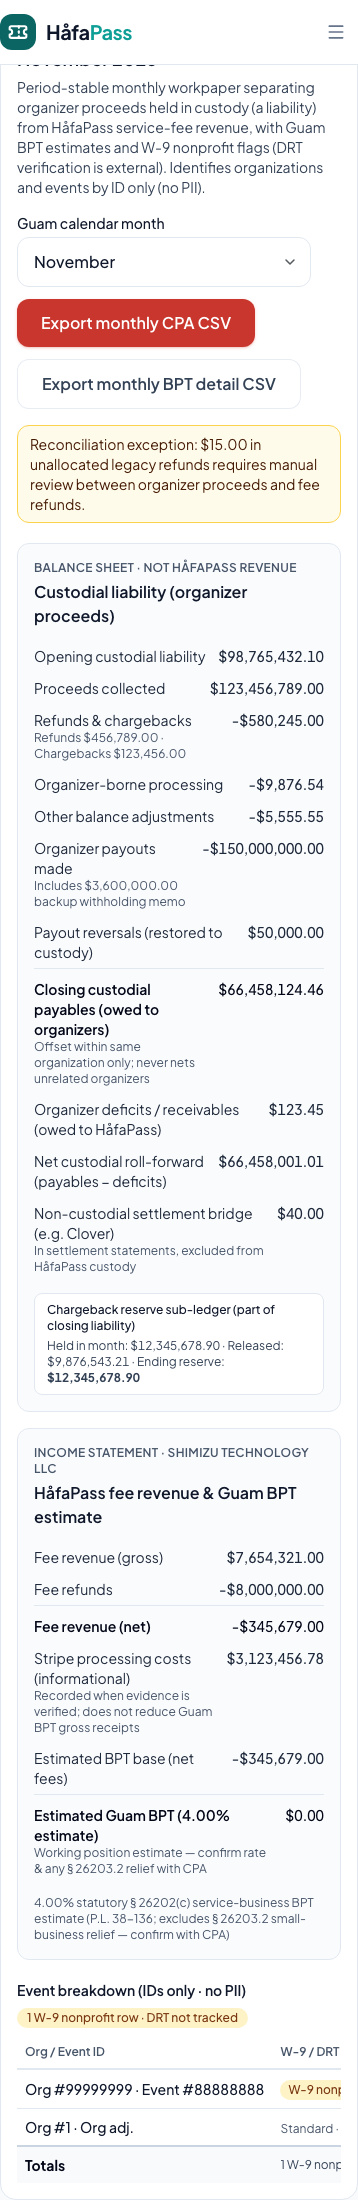 HåfaPass
Period-stable monthly workpaper separating
organizer proceeds held in custody (a liability)
from HåfaPass service-fee revenue, with Guam
BPT estimates and W-9 nonprofit flags (DRT
verification is external). Identifies organizations
and events by ID only (no PII).
Guam calendar month
November
Export monthly CPA CSV
Export monthly BPT detail CSV
Reconciliation exception: $15.00 in
unallocated legacy refunds requires manual
review between organizer proceeds and fee
refunds.
BALANCE SHEET · NOT HÅFAPASS REVENUE
Custodial liability (organizer
proceeds)
Opening custodial liability $98,765,432.10
Proceeds collected $123,456,789.00
Refunds & chargebacks -$580,245.00
Refunds $456,789.00 ·
Chargebacks $123,456.00
Organizer-borne processing -$9,876.54
Other balance adjustments -$5,555.55
Organizer payouts -$150,000,000.00
made
Includes $3,600,000.00
backup withholding memo
Payout reversals (restored to $50,000.00
custody)
Closing custodial $66,458,124.46
payables (owed to
organizers)
Offset within same
organization only; never nets
unrelated organizers
Organizer deficits / receivables $123.45
(owed to HåfaPass)
Net custodial roll-forward $66,458,001.01
(payables – deficits)
Non-custodial settlement bridge $40.00
(e.g. Clover)
In settlement statements, excluded from
HåfaPass custody
Chargeback reserve sub-ledger (part of
closing liability)
Held in month: $12,345,678.90 · Released:
$9,876,543.21 · Ending reserve:
$12,345,678.90
INCOME STATEMENT · SHIMIZU TECHNOLOGY
LLC
HåfaPass fee revenue & Guam BPT
estimate
Fee revenue (gross) $7,654,321.00
Fee refunds -$8,000,000.00
Fee revenue (net) -$345,679.00
Stripe processing costs $3,123,456.78
(informational)
Recorded when evidence is
verified; does not reduce Guam
BPT gross receipts
Estimated BPT base (net -$345,679.00
fees)
Estimated Guam BPT (4.00% $0.00
estimate)
Working position estimate — confirm rate
& any § 26203.2 relief with CPA
4.00% statutory § 26202(c) service-business BPT
estimate (P.L. 38-136; excludes § 26203.2 small-
business relief — confirm with CPA)
Event breakdown (IDs only · no PII)
1 W-9 nonprofit row · DRT not tracked
Org / Event ID W-9 / DRT
Org #99999999 · Event #88888888 W-9
Org #1 · Org adj. Standard ·
Totals 1 W-9